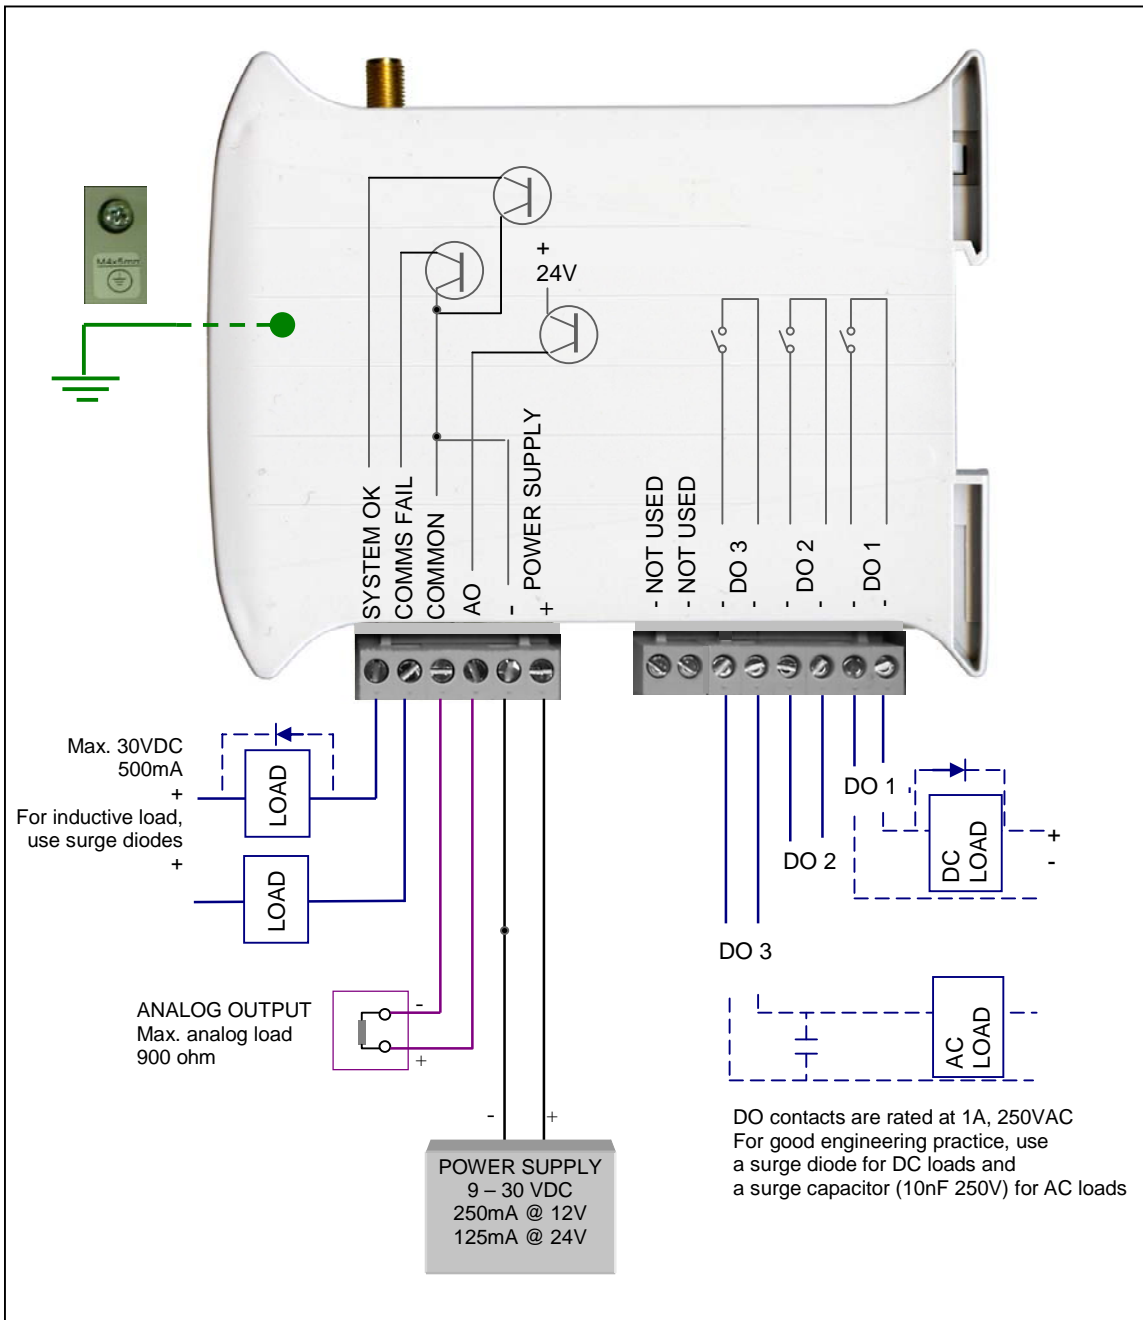 M4x5mm
+
24V
SYSTEM OK
COMMS FAIL
COMMON
AO
-
+
POWER SUPPLY
- NOT USED
- NOT USED
-
DO 3
-
-
DO 2
-
-
DO 1
-
Max. 30VDC
500mA
+
For inductive load,
use surge diodes
+
LOAD
LOAD
DO 1
DC
LOAD
+
-
DO 2
DO 3
ANALOG OUTPUT
Max. analog load
900 ohm
-
+
AC
LOAD
-
+
POWER SUPPLY
9 – 30 VDC
250mA @ 12V
125mA @ 24V
DO contacts are rated at 1A, 250VAC
For good engineering practice, use
a surge diode for DC loads and
a surge capacitor (10nF 250V) for AC loads